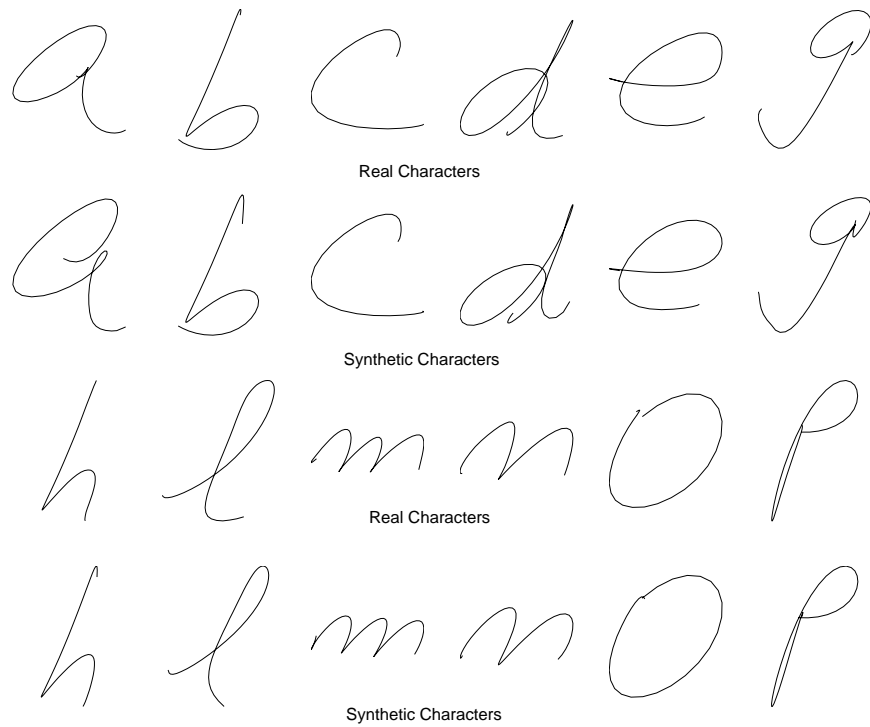 a b c d e g
Real Characters
a b c d e g
Synthetic Characters
h l m n o p
Real Characters
h l m n o p
Synthetic Characters